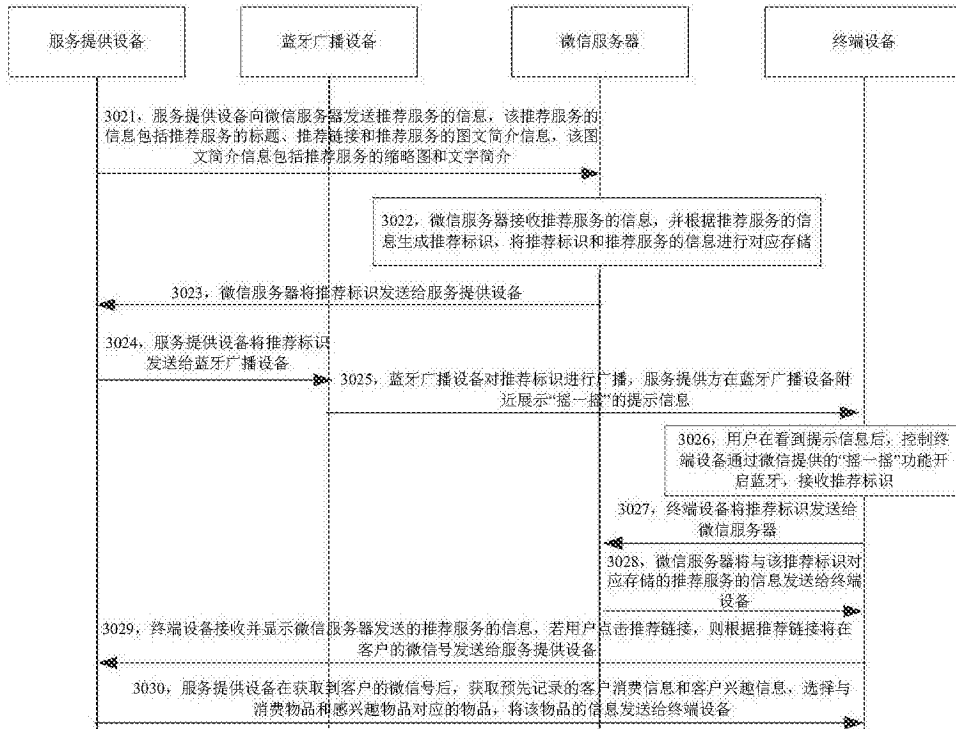 服务提供设备
蓝牙广播设备
微信服务器
终端设备
3021，服务提供设备向微信服务器发送推荐服务的信息，该推荐服务的
信息包括推荐服务的标题、推荐链接和推荐服务的图文简介信息，该图
文简介信息包括推荐服务的缩略图和文字简介
3022，微信服务器接收推荐服务的信息，并根据推荐服务的信
息生成推荐标识，将推荐标识和推荐服务的信息进行对应存储
3023，微信服务器将推荐标识发送给服务提供设备
3024，服务提供设备将推荐标识
发送给蓝牙广播设备
3025，蓝牙广播设备对推荐标识进行广播，服务提供方在蓝牙广播设备附
近展示“摇一摇”的提示信息
3026，用户在看到提示信息后，控制终
端设备通过微信提供的“摇一摇”功能开
启蓝牙，接收推荐标识
3027，终端设备将推荐标识发送给
微信服务器
3028，微信服务器将与该推荐标识对
应存储的推荐服务的信息发送给终端
设备
3029，终端设备接收并显示微信服务器发送的推荐服务的信息，若用户点击推荐链接，则根据推荐链接将在
客户的微信号发送给服务提供设备
3030，服务提供设备在获取到客户的微信号后，获取预先记录的客户消费信息和客户兴趣信息，选择与
消费物品和感兴趣物品对应的物品，将该物品的信息发送给终端设备